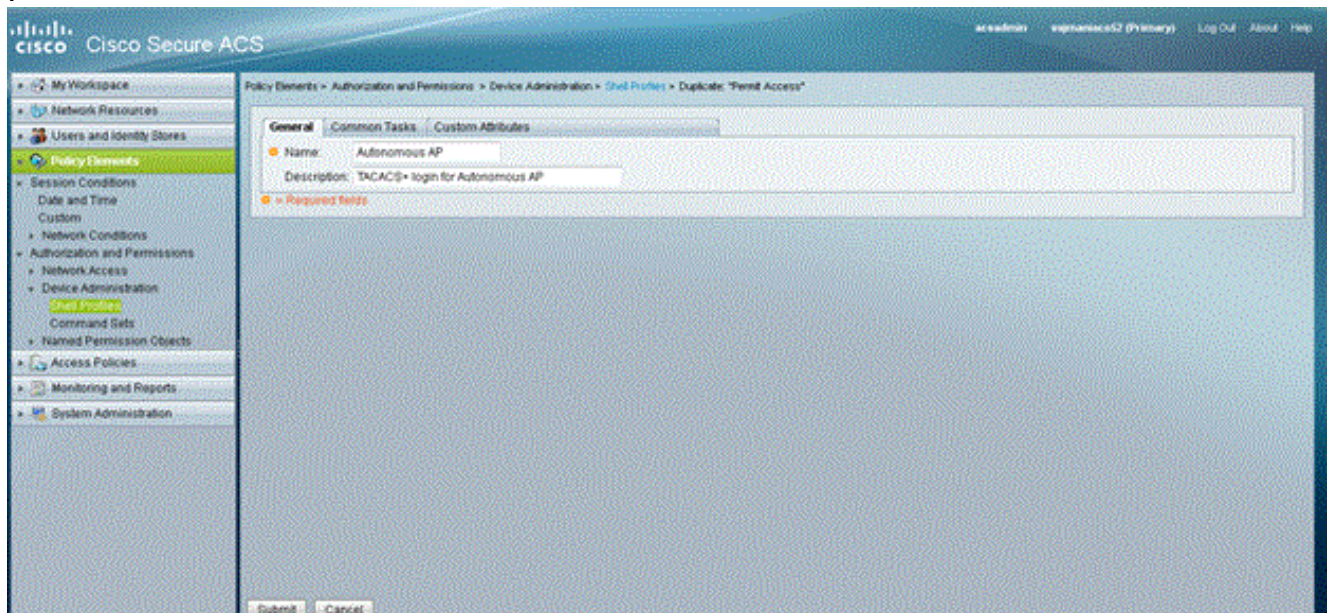 cisco Cisco Secure ACS
acsadmin (Primary) Log Out About Help
My Workspace
Network Resources
Users and Identity Stores
Policy Elements
Session Conditions
Date and Time
Custom
Network Conditions
Authorization and Permissions
Network Access
Device Administration
Shell Profiles
Command Sets
Named Permission Objects
Access Policies
Monitoring and Reports
System Administration
Policy Elements > Authorization and Permissions > Device Administration > Shell Profiles > Duplicate: "Permit Access"
General Common Tasks Custom Attributes
Name: Autonomous AP
Description: TACACS+ login for Autonomous AP
= Required fields
Submit Cancel